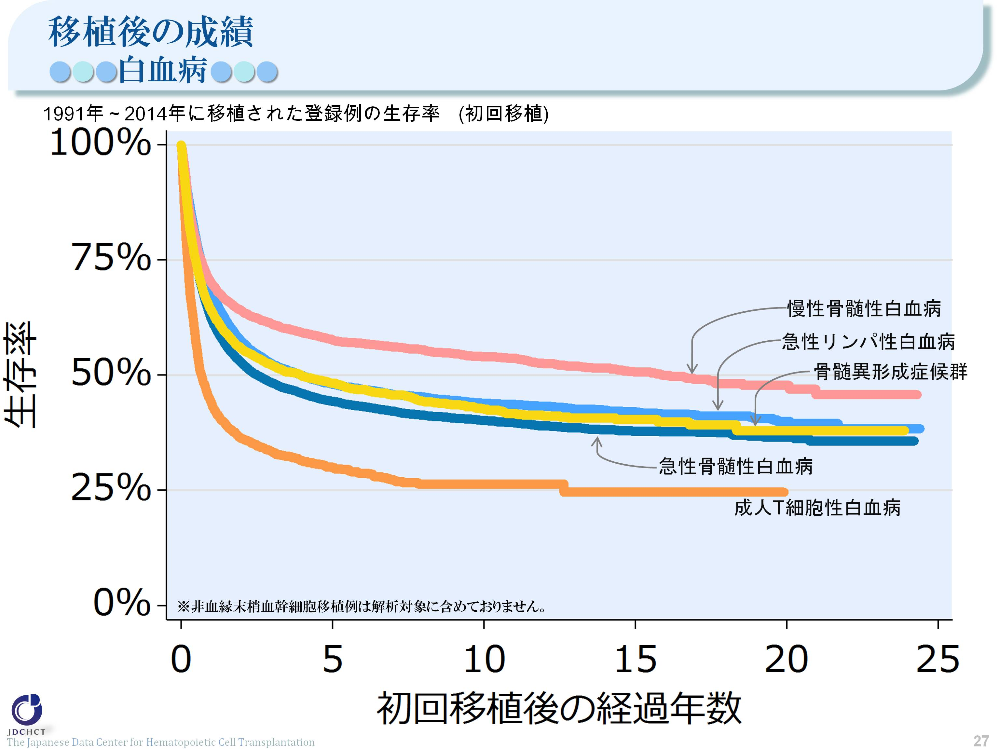 移植後の成績
白血病
1991年～2014年に移植された登録例の生存率　(初回移植)
100%
75%
50%
25%
0%
生存率
慢性骨髄性白血病
急性リンパ性白血病
骨髄異形成症候群
急性骨髄性白血病
成人T細胞性白血病
※非血縁末梢血幹細胞移植例は解析対象に含めておりません。
0 5 10 15 20 25
初回移植後の経過年数
JDCHCT
The Japanese Data Center for Hematopoietic Cell Transplantation
27